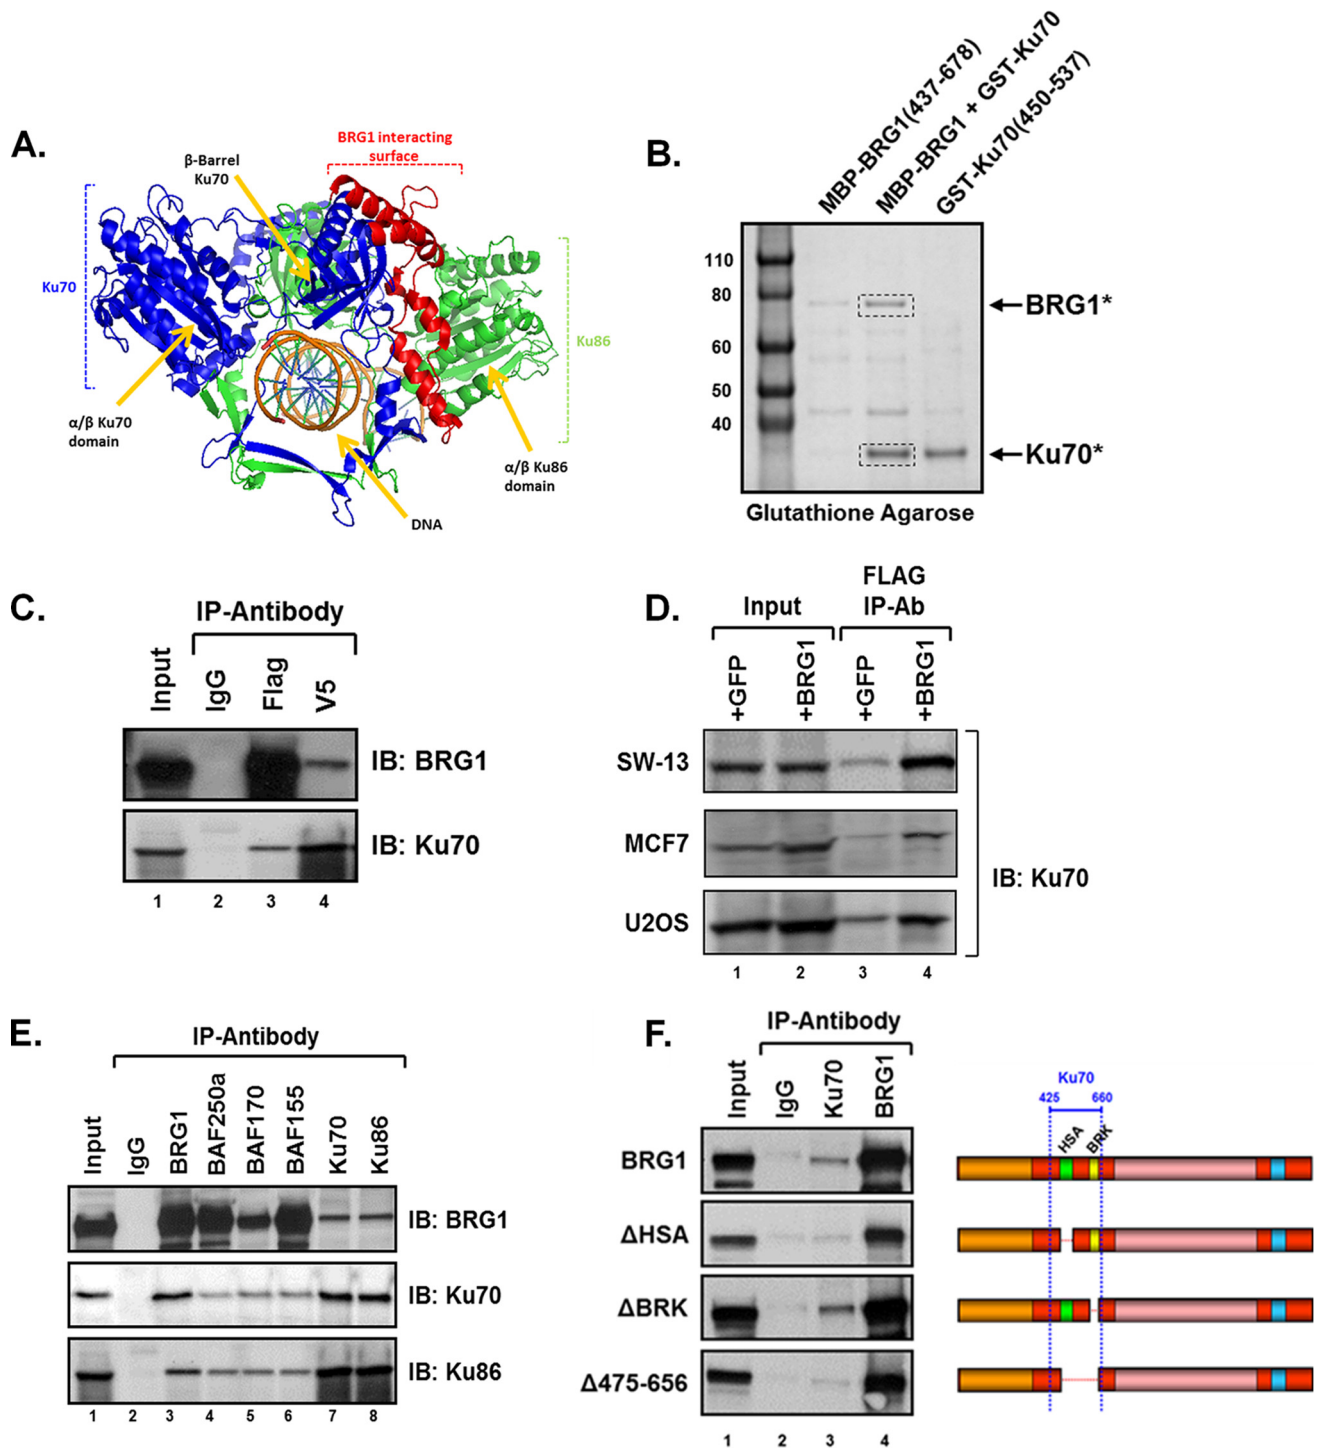 A.
BRG1 interacting
surface
β-Barrel
Ku70
Ku70
Ku86
α/β Ku70
domain
α/β Ku86
domain
DNA
B.
MBP-BRG1(437-678)
MBP-BRG1 + GST-Ku70
GST-Ku70(450-537)
110
80
60
50
40
BRG1*
Ku70*
Glutathione Agarose
C.
IP-Antibody
Input
IgG
Flag
V5
IB: BRG1
IB: Ku70
1 2 3 4
D.
Input
FLAG
IP-Ab
+GFP
+BRG1
+GFP
+BRG1
SW-13
MCF7
U2OS
IB: Ku70
1 2 3 4
E.
IP-Antibody
Input
IgG
BRG1
BAF250a
BAF170
BAF155
Ku70
Ku86
IB: BRG1
IB: Ku70
IB: Ku86
1 2 3 4 5 6 7 8
F.
IP-Antibody
Input
IgG
Ku70
BRG1
BRG1
ΔHSA
ΔBRK
Δ475-656
1 2 3 4
Ku70
425 660
HSA
BRK